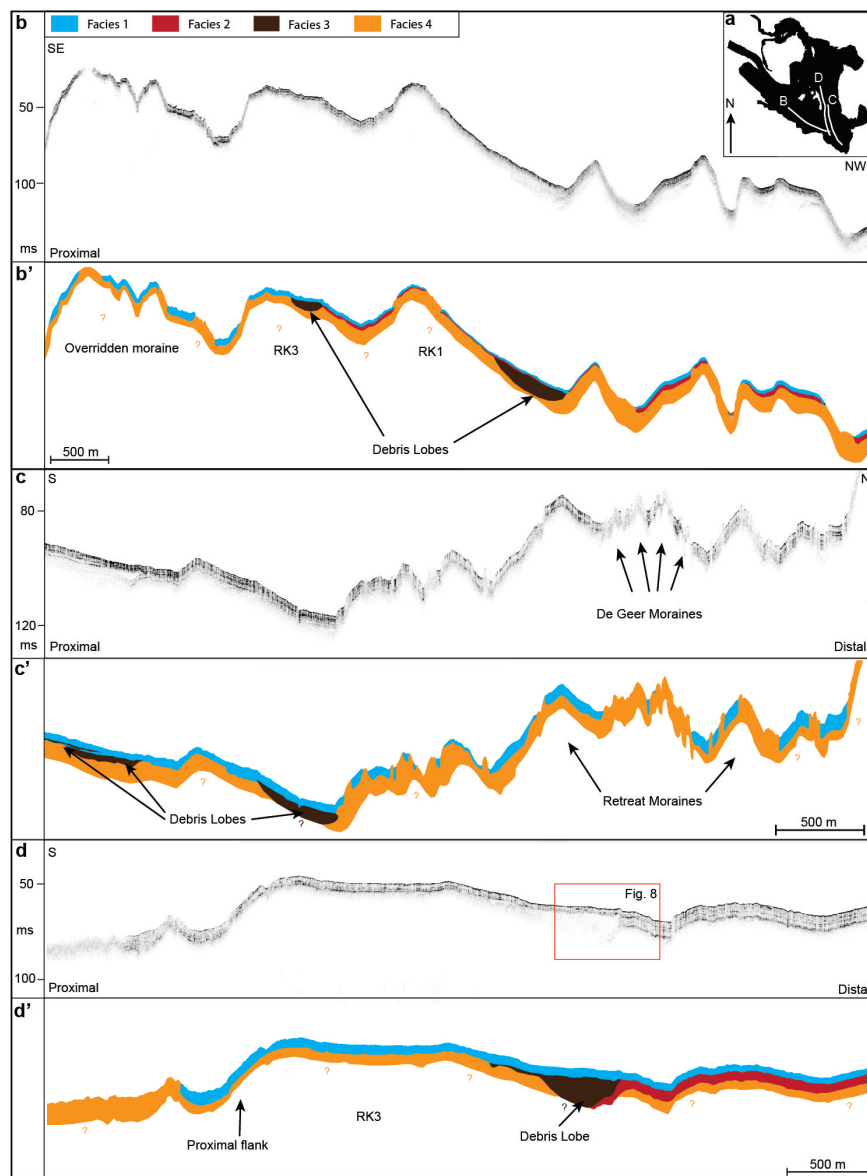 b
Facies 1 Facies 2 Facies 3 Facies 4
a
SE
D
B C
N
NW
50
100
ms
Proximal
b'
?
?
Overridden moraine
?
RK3
?
RK1
?
Debris Lobes
500 m
c
S
N
80
De Geer Moraines
120
ms
Proximal
Distal
c'
?
?
?
?
Retreat Moraines
Debris Lobes
?
500 m
d
S
50
Fig. 8
ms
100
Proximal
Distal
d'
?
?
?
?
?
?
Proximal flank
RK3
Debris Lobe
500 m